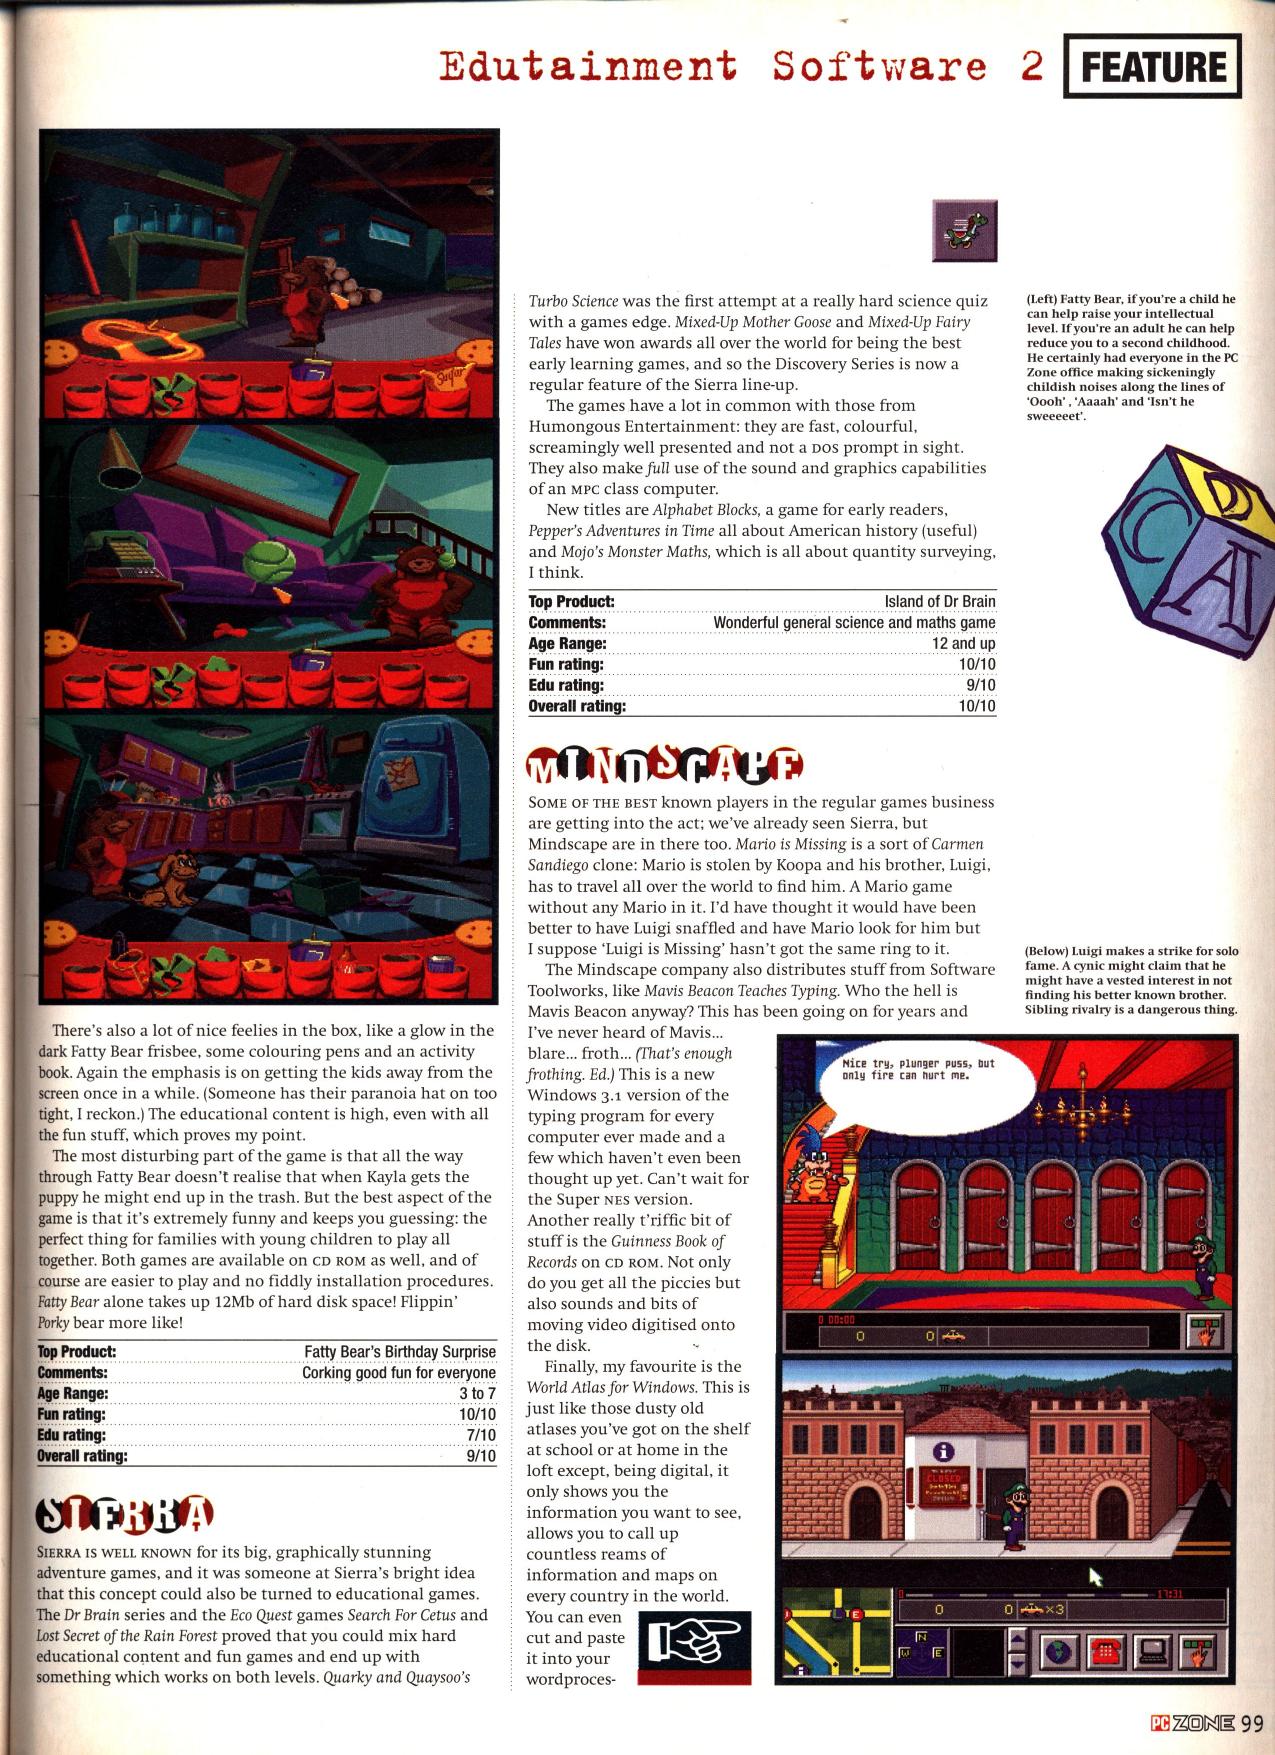 Edutainment Software 2 FEATURE
Sugar
There's also a lot of nice feelies in the box, like a glow in the
dark Fatty Bear frisbee, some colouring pens and an activity
book. Again the emphasis is on getting the kids away from the
screen once in a while. (Someone has their paranoia hat on too
tight, I reckon.) The educational content is high, even with all
the fun stuff, which proves my point.
The most disturbing part of the game is that all the way
through Fatty Bear doesn't realise that when Kayla gets the
puppy he might end up in the trash. But the best aspect of the
game is that it's extremely funny and keeps you guessing: the
perfect thing for families with young children to play all
together. Both games are available on CD ROM as well, and of
course are easier to play and no fiddly installation procedures.
Fatty Bear alone takes up 12Mb of hard disk space! Flippin'
Porky bear more like!
Top Product: Fatty Bear's Birthday Surprise
Comments: Corking good fun for everyone
Age Range: 3 to 7
Fun rating: 10/10
Edu rating: 7/10
Overall rating: 9/10
SIERRA
SIERRA IS WELL KNOWN for its big, graphically stunning
adventure games, and it was someone at Sierra's bright idea
that this concept could also be turned to educational games.
The Dr Brain series and the Eco Quest games Search For Cetus and
Lost Secret of the Rain Forest proved that you could mix hard
educational content and fun games and end up with
something which works on both levels. Quarky and Quaysoo's
Turbo Science was the first attempt at a really hard science quiz
with a games edge. Mixed-Up Mother Goose and Mixed-Up Fairy
Tales have won awards all over the world for being the best
early learning games, and so the Discovery Series is now a
regular feature of the Sierra line-up.
The games have a lot in common with those from
Humongous Entertainment: they are fast, colourful,
screamingly well presented and not a DOS prompt in sight.
They also make full use of the sound and graphics capabilities
of an MPC class computer.
New titles are Alphabet Blocks, a game for early readers,
Pepper's Adventures in Time all about American history (useful)
and Mojo's Monster Maths, which is all about quantity surveying,
I think.
Top Product: Island of Dr Brain
Comments: Wonderful general science and maths game
Age Range: 12 and up
Fun rating: 10/10
Edu rating: 9/10
Overall rating: 10/10
MINDSCAPE
SOME OF THE BEST known players in the regular games business
are getting into the act; we've already seen Sierra, but
Mindscape are in there too. Mario is Missing is a sort of Carmen
Sandiego clone: Mario is stolen by Koopa and his brother, Luigi,
has to travel all over the world to find him. A Mario game
without any Mario in it. I'd have thought it would have been
better to have Luigi snaffled and have Mario look for him but
I suppose 'Luigi is Missing' hasn't got the same ring to it.
The Mindscape company also distributes stuff from Software
Toolworks, like Mavis Beacon Teaches Typing. Who the hell is
Mavis Beacon anyway? This has been going on for years and
I've never heard of Mavis...
blare... froth... (That's enough
frothing. Ed.) This is a new
Windows 3.1 version of the
typing program for every
computer ever made and a
few which haven't even been
thought up yet. Can't wait for
the Super NES version.
Another really t'riffic bit of
stuff is the Guinness Book of
Records on CD ROM. Not only
do you get all the piccies but
also sounds and bits of
moving video digitised onto
the disk.
Finally, my favourite is the
World Atlas for Windows. This is
just like those dusty old
atlases you've got on the shelf
at school or at home in the
loft except, being digital, it
only shows you the
information you want to see,
allows you to call up
countless reams of
information and maps on
every country in the world.
You can even
cut and paste
it into your
wordproces-
(Left) Fatty Bear, if you're a child he
can help raise your intellectual
level. If you're an adult he can help
reduce you to a second childhood.
He certainly had everyone in the PC
Zone office making sickeningly
childish noises along the lines of
'Oooh' , 'Aaaah' and 'Isn't he
sweeeeet'.
C D A
(Below) Luigi makes a strike for solo
fame. A cynic might claim that he
might have a vested interest in not
finding his better known brother.
Sibling rivalry is a dangerous thing.
Nice try, plunger puss, but
only fire can hurt me.
0 00:00
0 0
i
CLOSED
0 17:31
0 0 ×3
L E
N
W E
i
PC ZONE 99